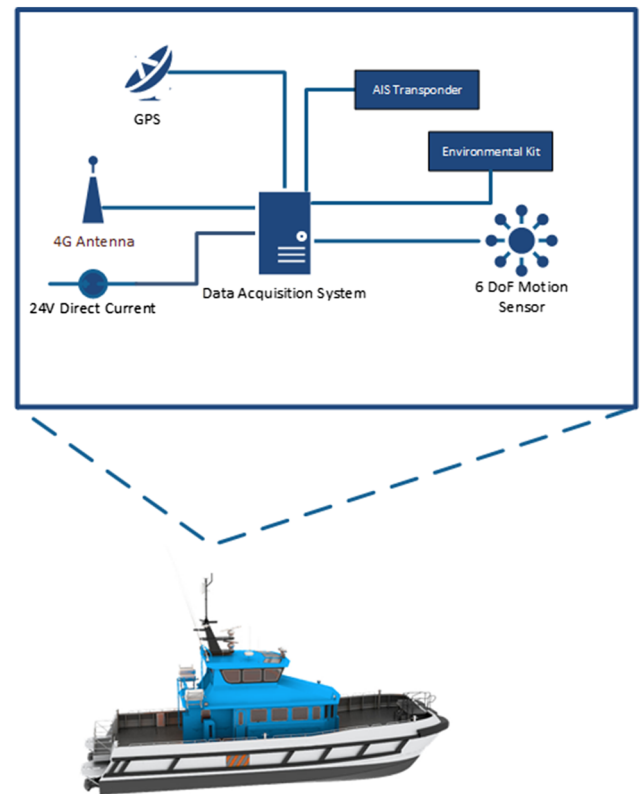 AIS Transponder
GPS
Environmental Kit
4G Antenna
24V Direct Current
Data Acquisition System
6 DoF Motion
Sensor